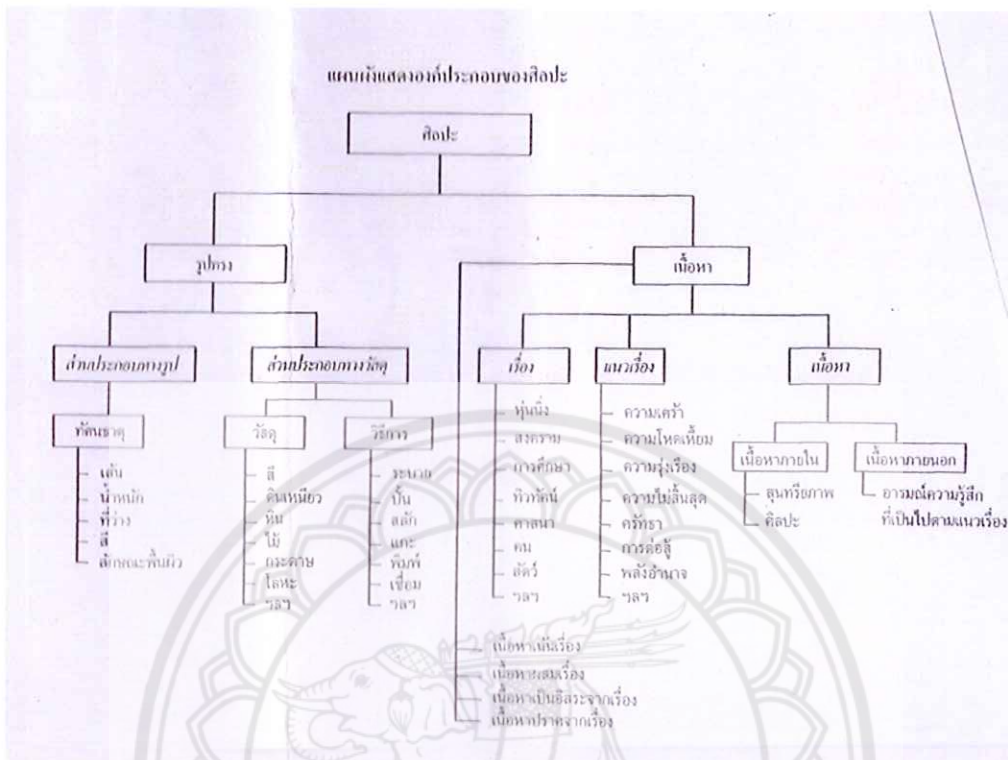 แผนผังแสดงองค์ประกอบของศิลปะ
ศิลปะ
รูปทรง
เนื้อหา
ส่วนประกอบทางรูป
ส่วนประกอบทางวัสดุ
เรื่อง
แนวเรื่อง
เนื้อหา
ทัศนธาตุ
เส้น
น้ำหนัก
ที่ว่าง
สี
ลักษณะพื้นผิว
วัสดุ
สี
ดินเหนียว
หิน
ไม้
กระดาษ
โลหะ
ฯลฯ
วิธีการ
ระบาย
ปั้น
สลัก
แกะ
พิมพ์
เชื่อม
ฯลฯ
หุ่นนิ่ง
สงคราม
การศึกษา
ทิวทัศน์
ศาสนา
คน
สัตว์
ฯลฯ
ความเศร้า
ความโหดเหี้ยม
ความรุ่งเรือง
ความไม่สิ้นสุด
ศรัทธา
การต่อสู้
พลังอำนาจ
ฯลฯ
เนื้อหาภายใน
สุนทรียภาพ
ศิลปะ
เนื้อหาภายนอก
อารมณ์ความรู้สึก
ที่เป็นไปตามแนวเรื่อง
เนื้อหาเน้นเรื่อง
เนื้อหาผสมเรื่อง
เนื้อหาเป็นอิสระจากเรื่อง
เนื้อหาปราศจากเรื่อง